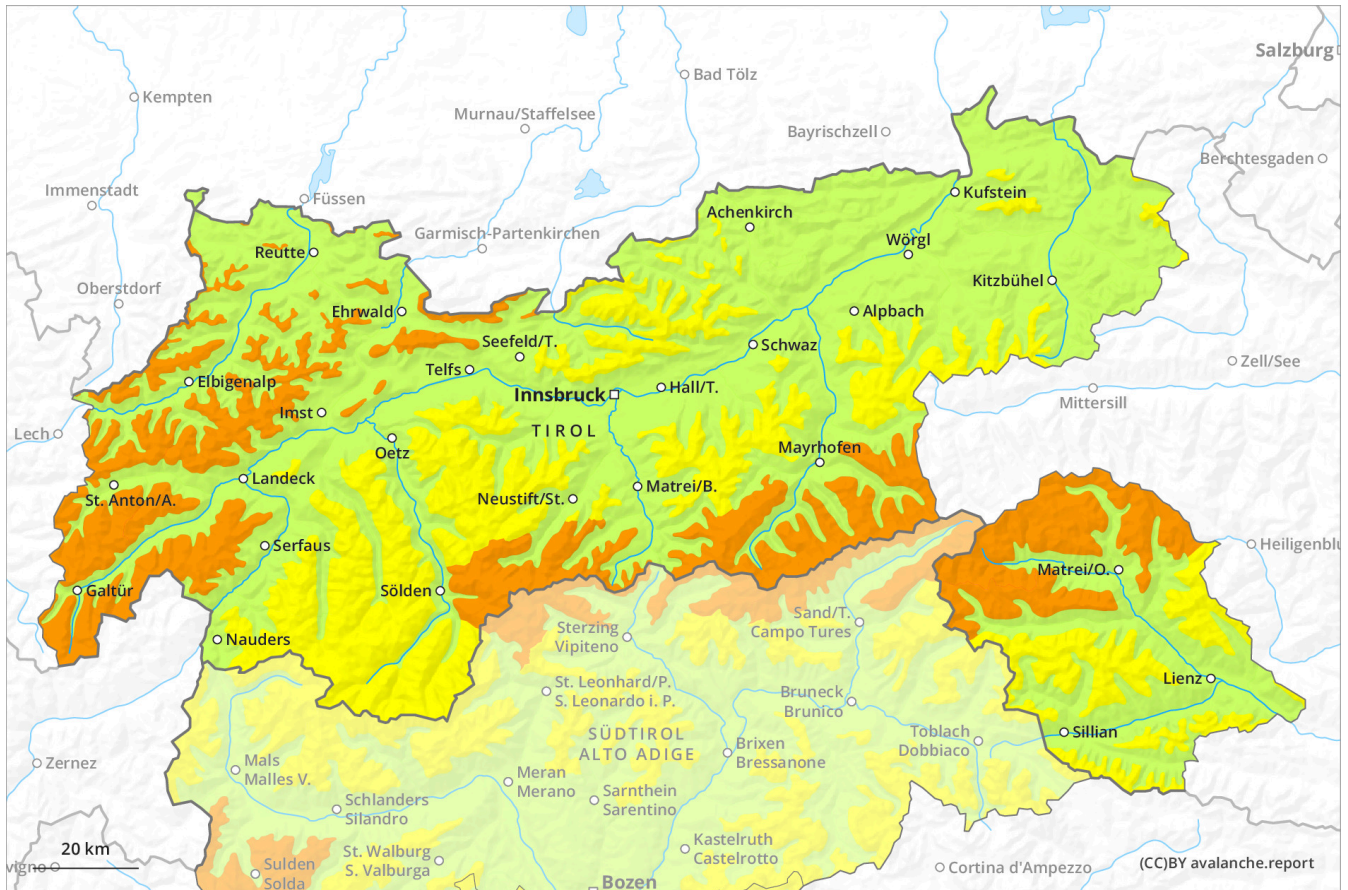 Salzburg
Bad Tölz
Kempten
Murnau/Staffelsee
Bayrischzell
Berchtesgaden
Immenstadt
Füssen
Kufstein
Achenkirch
Garmisch-Partenkirchen
Wörgl
Reutte
Oberstdorf
Kitzbühel
Ehrwald
Alpbach
Seefeld/T.
Schwaz
Zell/See
Telfs
Elbigenalp
Hall/T.
Innsbruck
Mittersill
Imst
TIROL
Lech
Oetz
Mayrhofen
Landeck
Matrei/B.
St. Anton/A.
Neustift/St.
Serfaus
Heiligenblu
Matrei/O.
Galtür
Sölden
Sand/T.
Campo Tures
Sterzing
Vipiteno
Nauders
Lienz
St. Leonhard/P.
S. Leonardo i. P.
Bruneck
Brunico
SÜDTIROL
ALTO ADIGE
Toblach
Dobbiaco
Sillian
Brixen
Bressanone
Zernez
Mals
Malles V.
Meran
Merano
Sarnthein
Sarentino
Schlanders
Silandro
Kastelruth
Castelrotto
20 km
St. Walburg
S. Valburga
vigno
Sulden
Solda
Cortina d'Ampezzo
(CC)BY avalanche.report
Bozen